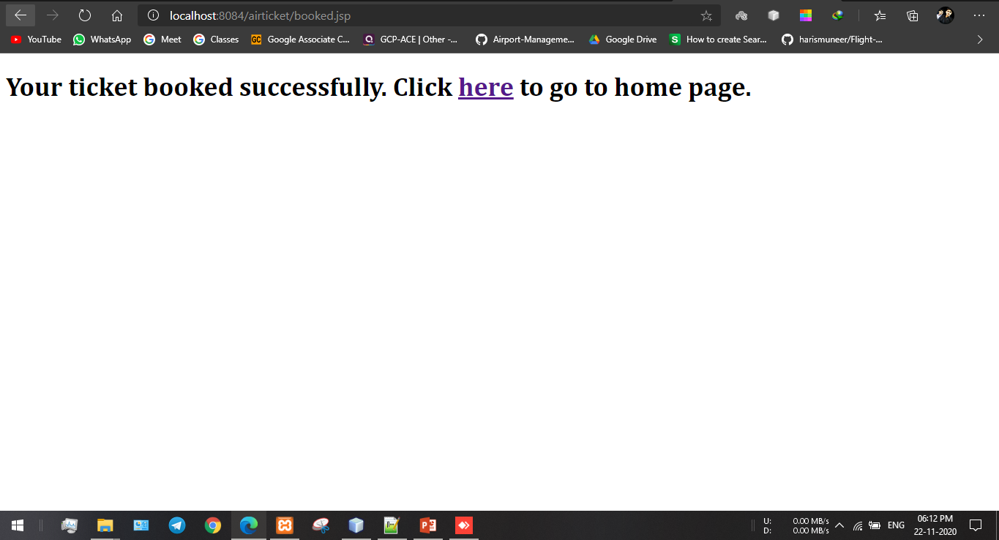 localhost:8084/airticket/booked.jsp
YouTube WhatsApp Meet Classes GC Google Associate C... Q GCP-ACE | Other -... Airport-Manageme... Google Drive S How to create Sear... harismuneer/Flight-...
Your ticket booked successfully. Click here to go to home page.
U: 0.00 MB/s
D: 0.00 MB/s
ENG
06:12 PM
22-11-2020